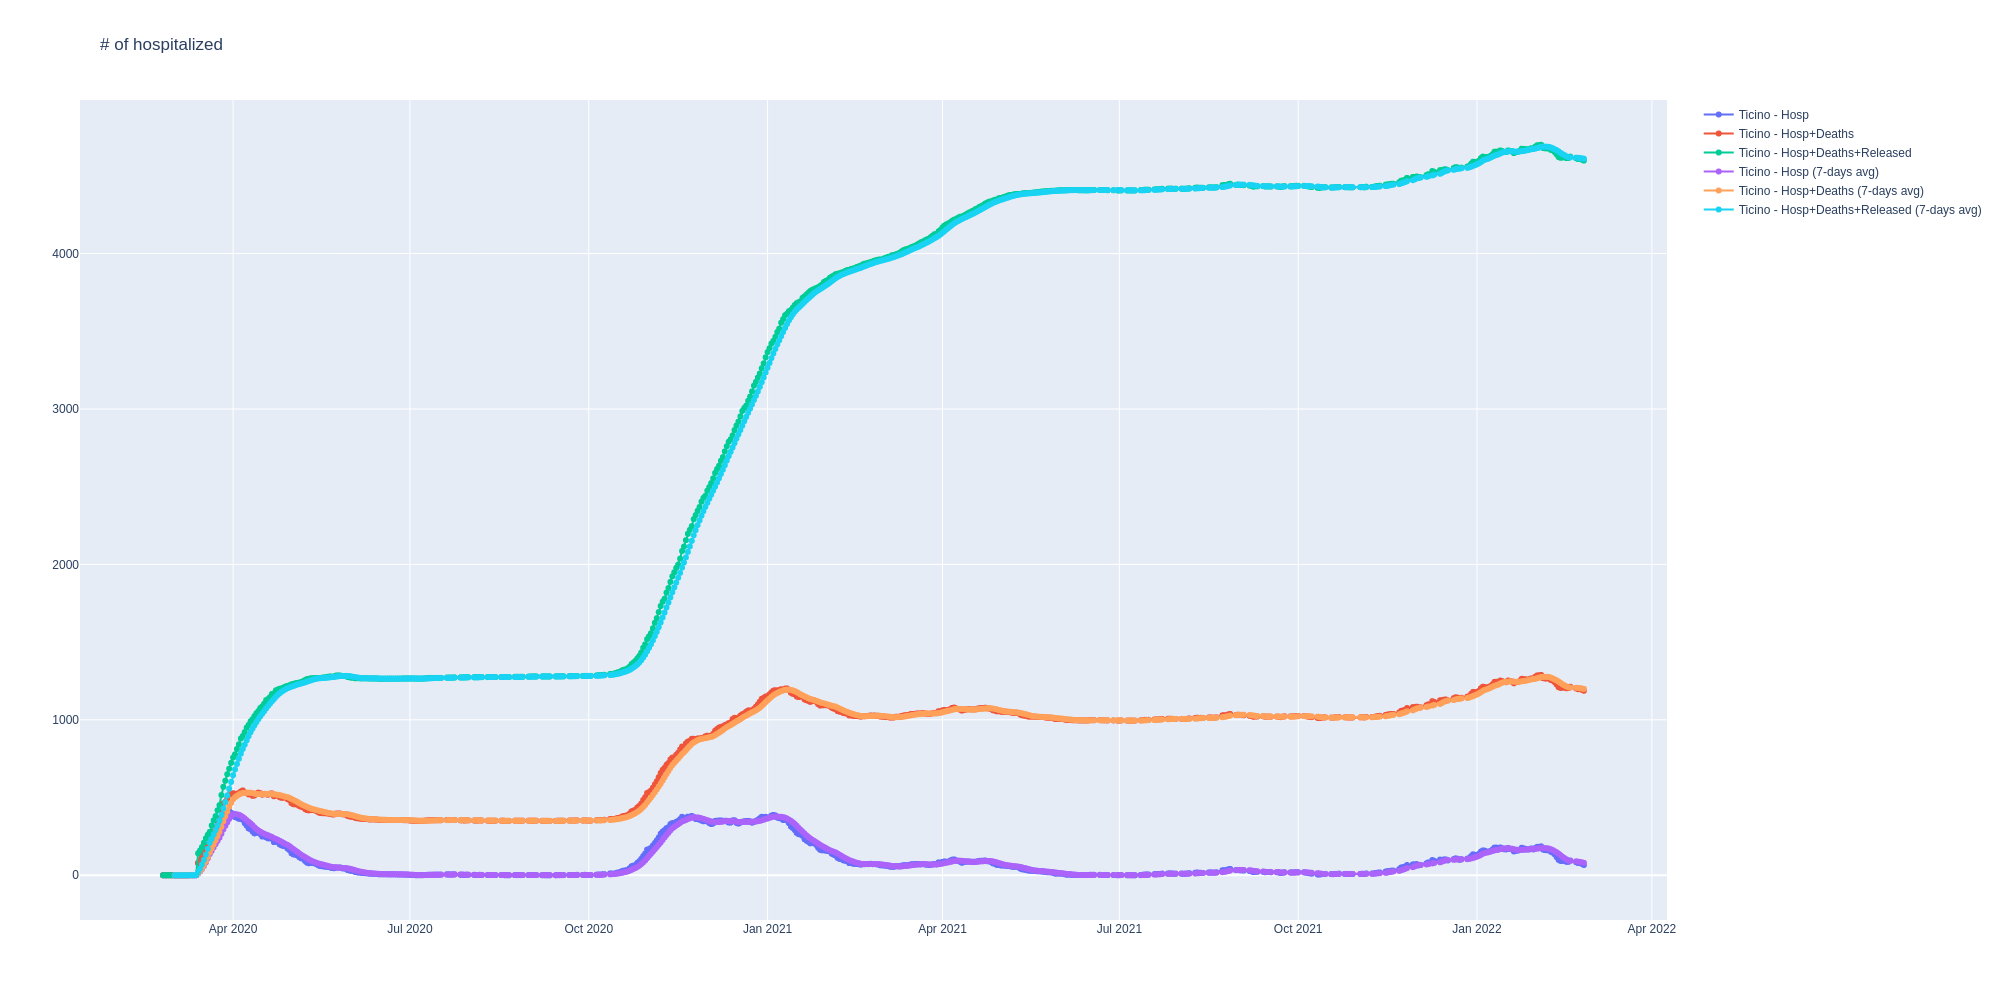 # of hospitalized
Ticino - Hosp
Ticino - Hosp+Deaths
Ticino - Hosp+Deaths+Released
Ticino - Hosp (7-days avg)
Ticino - Hosp+Deaths (7-days avg)
Ticino - Hosp+Deaths+Released (7-days avg)
4000
3000
2000
1000
0
Apr 2020 Jul 2020 Oct 2020 Jan 2021 Apr 2021 Jul 2021 Oct 2021 Jan 2022 Apr 2022